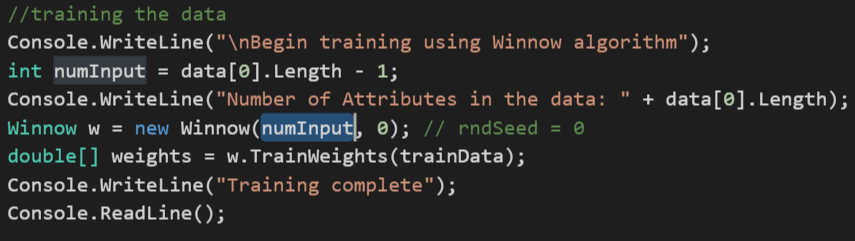 //training the data
Console.WriteLine("\nBegin training using Winnow algorithm");
int numInput = data[0].Length - 1;
Console.WriteLine("Number of Attributes in the data: " + data[0].Length);
Winnow w = new Winnow(numInput, 0); // rndSeed = 0
double[] weights = w.TrainWeights(trainData);
Console.WriteLine("Training complete");
Console.ReadLine();